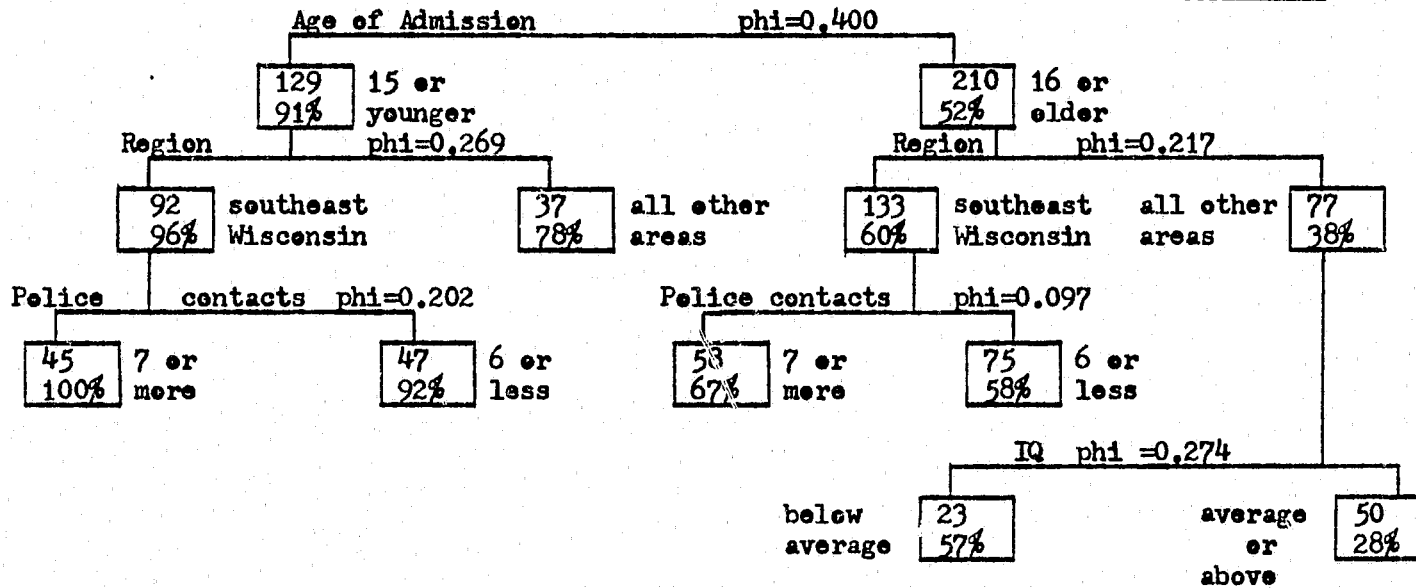 Age of Admission phi=0.400
129 15 or 210 16 or
91% younger 52% older
Region phi=0.269 Region phi=0.217
92 southeast 37 all other 133 southeast all other 77
96% Wisconsin 78% areas 60% Wisconsin areas 38%
Police contacts phi=0.202 Police contacts phi=0.097
45 7 or 47 6 or 58 7 or 75 6 or
100% more 92% less 67% more 58% less
IQ phi =0.274
below 23 average 50
average 57% or 28%
above